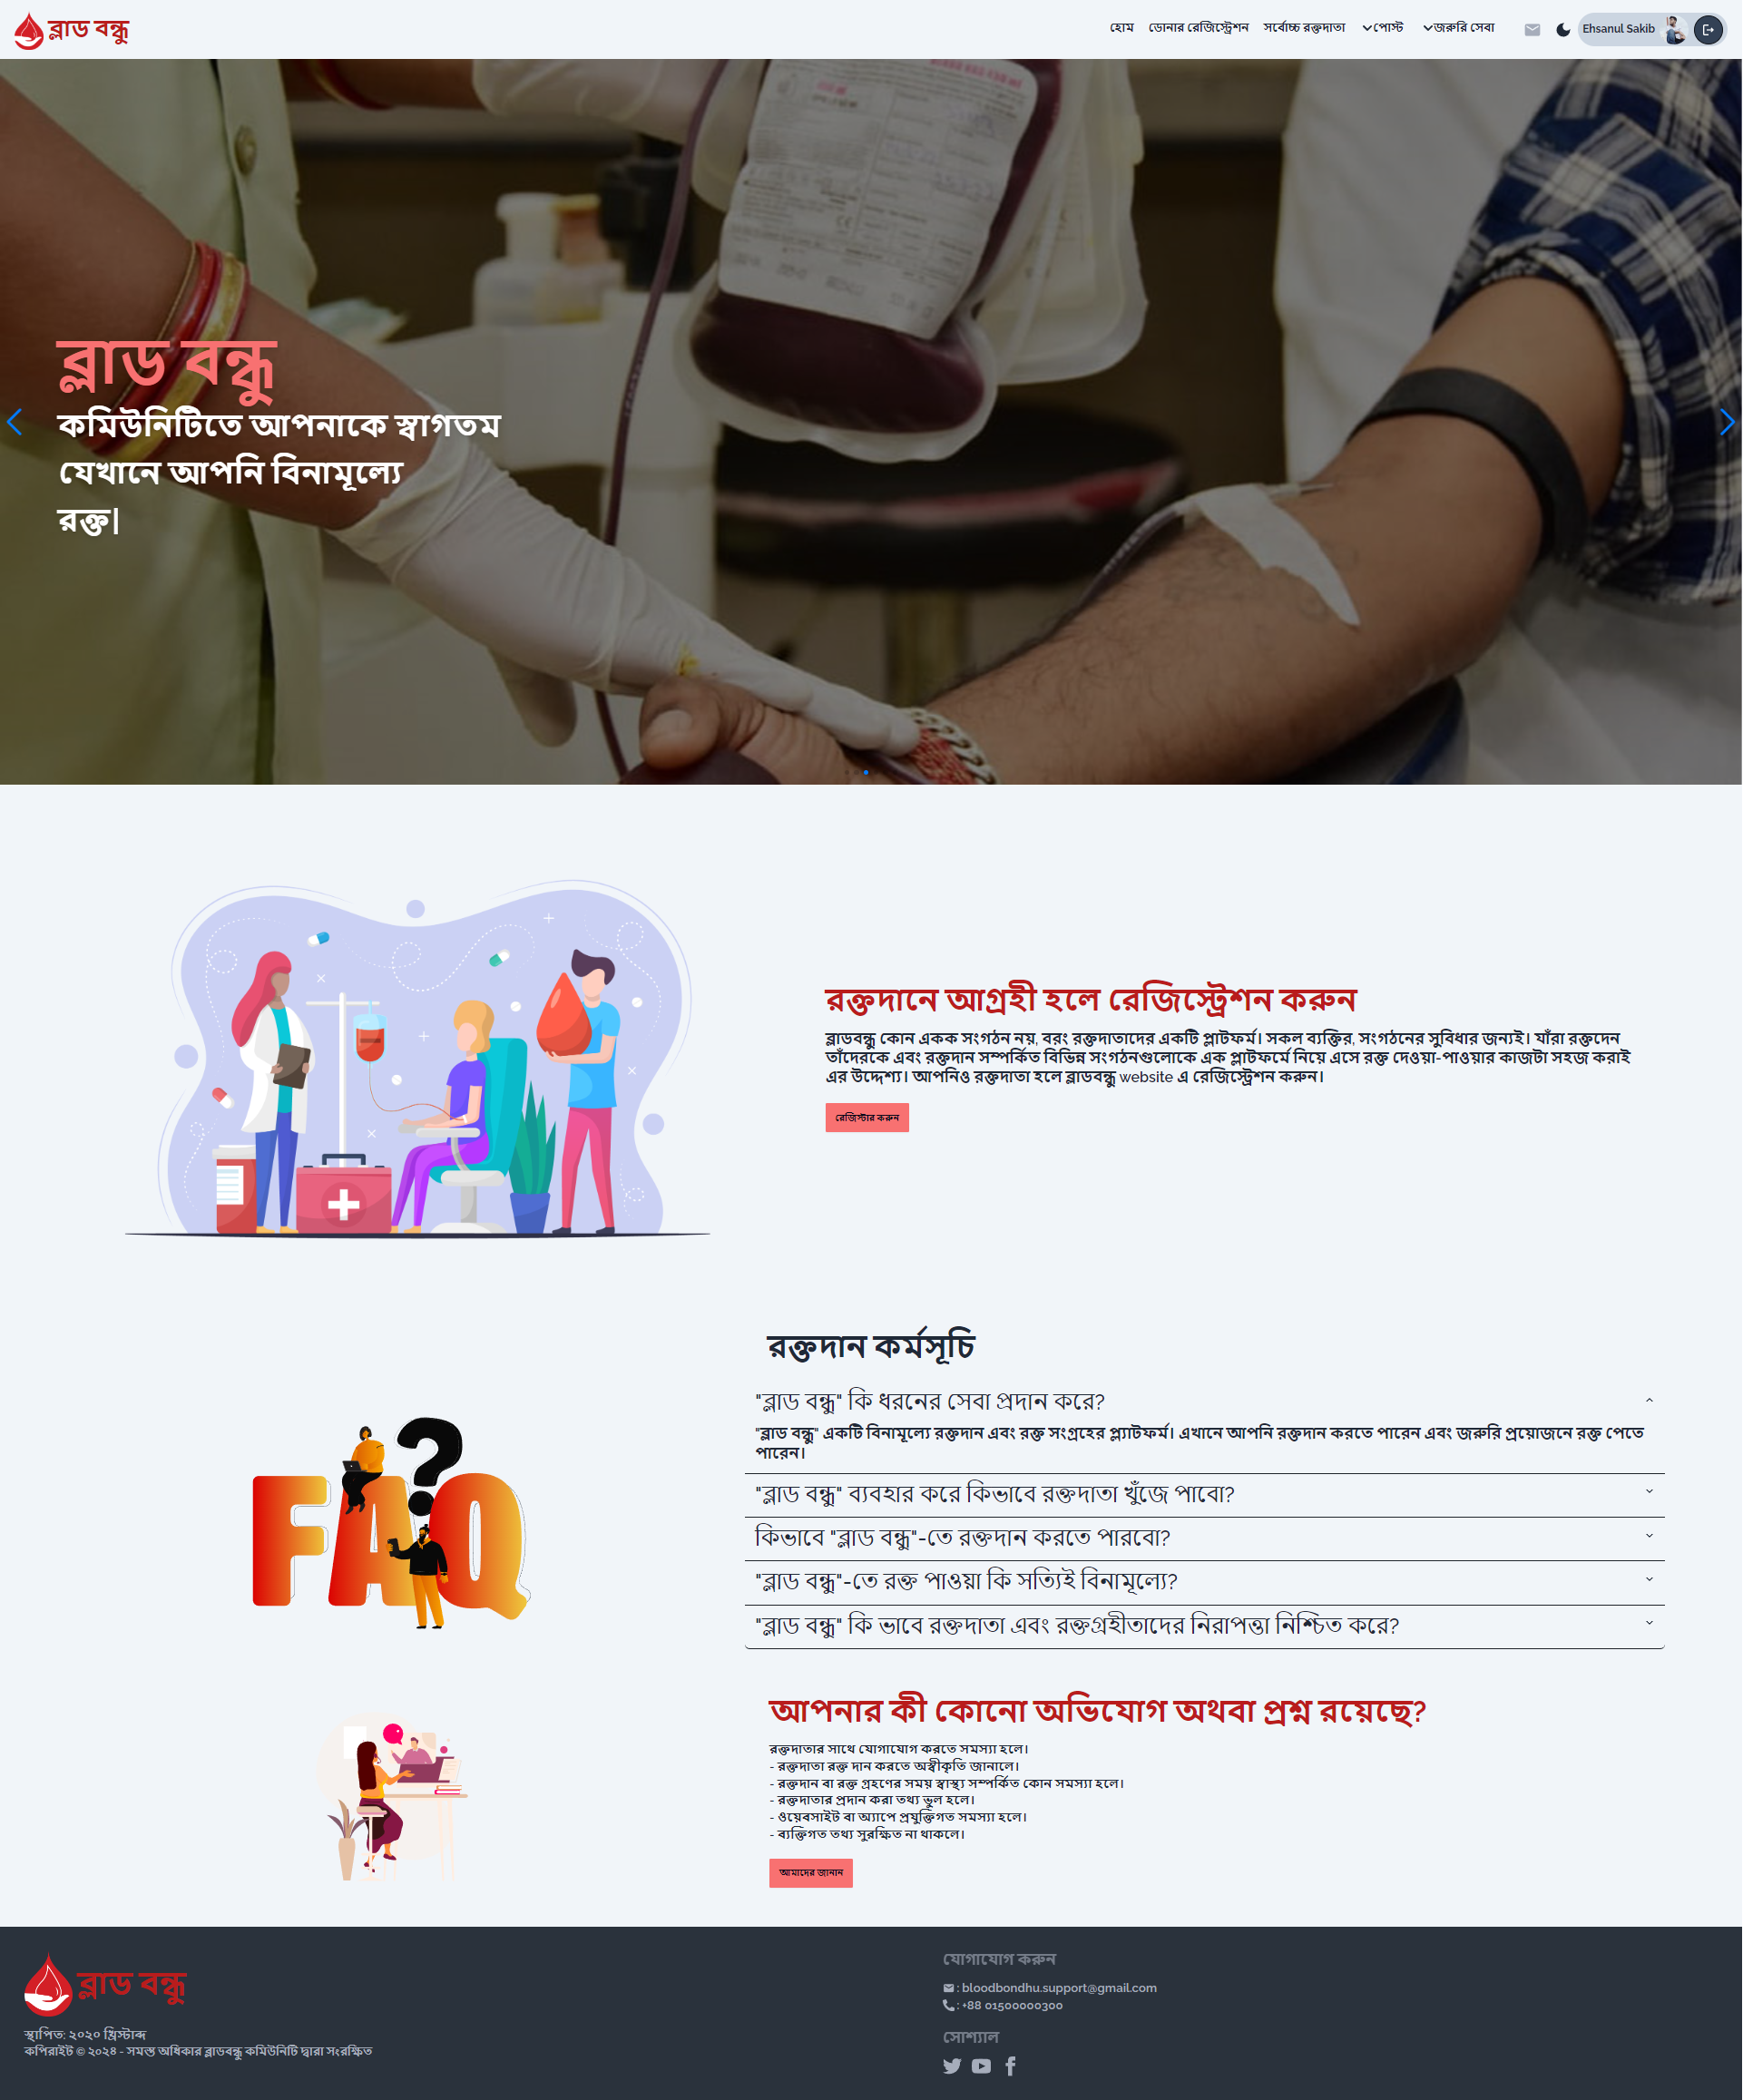 ব্লাড বন্ধু
হোম ডোনার রেজিস্ট্রেশন সর্বোচ্চ রক্তদাতা পোস্ট জরুরি সেবা Ehsanul Sakib
ব্লাড বন্ধু
কমিউনিটিতে আপনাকে স্বাগতম
যেখানে আপনি বিনামূল্যে
রক্ত|
রক্তদানে আগ্রহী হলে রেজিস্ট্রেশন করুন
ব্লাডবন্ধু কোন একক সংগঠন নয়, বরং রক্তদাতাদের একটি প্লাটফর্ম। সকল ব্যক্তির, সংগঠনের সুবিধার জন্যই। যাঁরা রক্তদেন
তাঁদেরকে এবং রক্তদান সম্পর্কিত বিভিন্ন সংগঠনগুলোকে এক প্লাটফর্মে নিয়ে এসে রক্ত দেওয়া-পাওয়ার কাজটা সহজ করাই
এর উদ্দেশ্য। আপনিও রক্তদাতা হলে ব্লাডবন্ধু website এ রেজিস্ট্রেশন করুন।
রেজিস্টার করুন
রক্তদান কর্মসূচি
"ব্লাড বন্ধু" কি ধরনের সেবা প্রদান করে?
"ব্লাড বন্ধু" একটি বিনামূল্যে রক্তদান এবং রক্ত সংগ্রহের প্ল্যাটফর্ম। এখানে আপনি রক্তদান করতে পারেন এবং জরুরি প্রয়োজনে রক্ত পেতে
পারেন।
"ব্লাড বন্ধু" ব্যবহার করে কিভাবে রক্তদাতা খুঁজে পাবো?
কিভাবে "ব্লাড বন্ধু"-তে রক্তদান করতে পারবো?
"ব্লাড বন্ধু"-তে রক্ত পাওয়া কি সত্যিই বিনামূল্যে?
"ব্লাড বন্ধু" কি ভাবে রক্তদাতা এবং রক্তগ্রহীতাদের নিরাপত্তা নিশ্চিত করে?
FAQ?
আপনার কী কোনো অভিযোগ অথবা প্রশ্ন রয়েছে?
রক্তদাতার সাথে যোগাযোগ করতে সমস্যা হলে।
- রক্তদাতা রক্ত দান করতে অস্বীকৃতি জানালে।
- রক্তদান বা রক্ত গ্রহণের সময় স্বাস্থ্য সম্পর্কিত কোন সমস্যা হলে।
- রক্তদাতার প্রদান করা তথ্য ভুল হলে।
- ওয়েবসাইট বা অ্যাপে প্রযুক্তিগত সমস্যা হলে।
- ব্যক্তিগত তথ্য সুরক্ষিত না থাকলে।
আমাদের জানান
ব্লাড বন্ধু
স্থাপিত: ২০২০ খ্রিস্টাব্দ
কপিরাইট © ২০২৪ - সমস্ত অধিকার ব্লাডবন্ধু কমিউনিটি দ্বারা সংরক্ষিত
যোগাযোগ করুন
: bloodbondhu.support@gmail.com
: +88 01500000300
সোশ্যাল